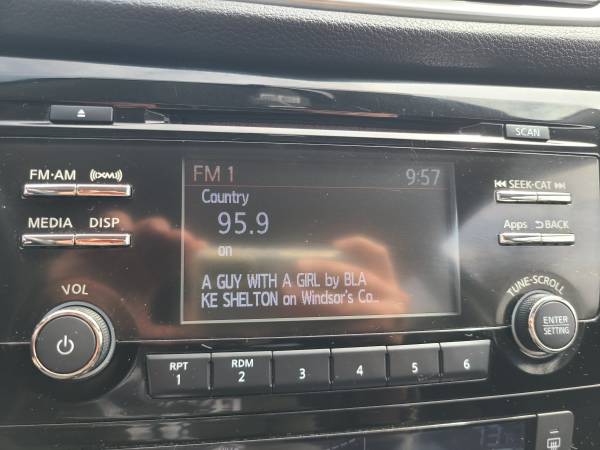 SCAN
FM·AM
((XM))
FM 1
9:57
SEEK·CAT
Country
95.9
MEDIA
DISP
Apps
BACK
on
A GUY WITH A GIRL by BLA
KE SHELTON on Windsor's Co...
VOL
TUNE·SCROLL
ENTER
SETTING
RPT
1
RDM
2
3
4
5
6
73